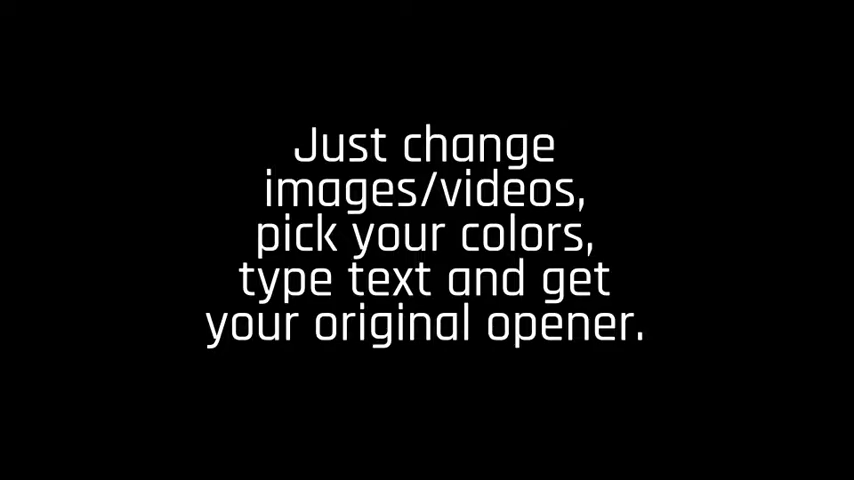 Just change
images/videos,
pick your colors,
type text and get
your original opener.